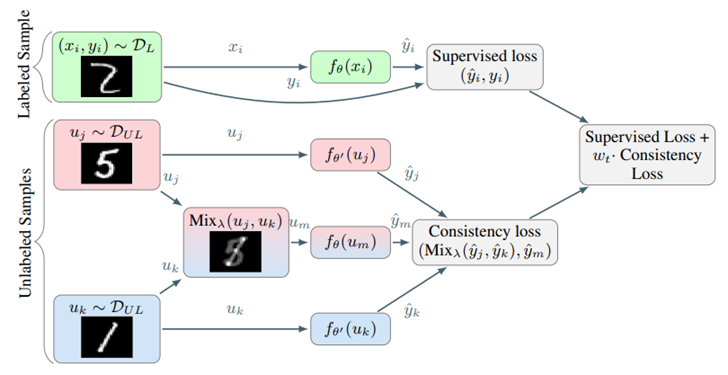 Labeled Sample
(x_i, y_i) ∼ D_L
x_i
y_i
f_θ(x_i)
ŷ_i
Supervised loss
(ŷ_i, y_i)
Supervised Loss +
w_t· Consistency
Loss
Unlabeled Samples
u_j ∼ D_UL
5
u_j
u_j
f_θ′(u_j)
ŷ_j
Mix_λ(u_j, u_k)
u_m
f_θ(u_m)
ŷ_m
Consistency loss
(Mix_λ(ŷ_j, ŷ_k), ŷ_m)
u_k
u_k ∼ D_UL
1
u_k
f_θ′(u_k)
ŷ_k